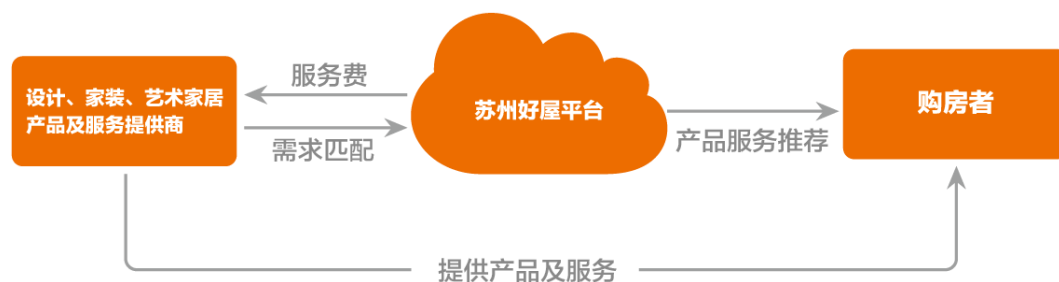 设计、家装、艺术家居
产品及服务提供商
服务费
需求匹配
苏州好屋平台
产品服务推荐
购房者
提供产品及服务